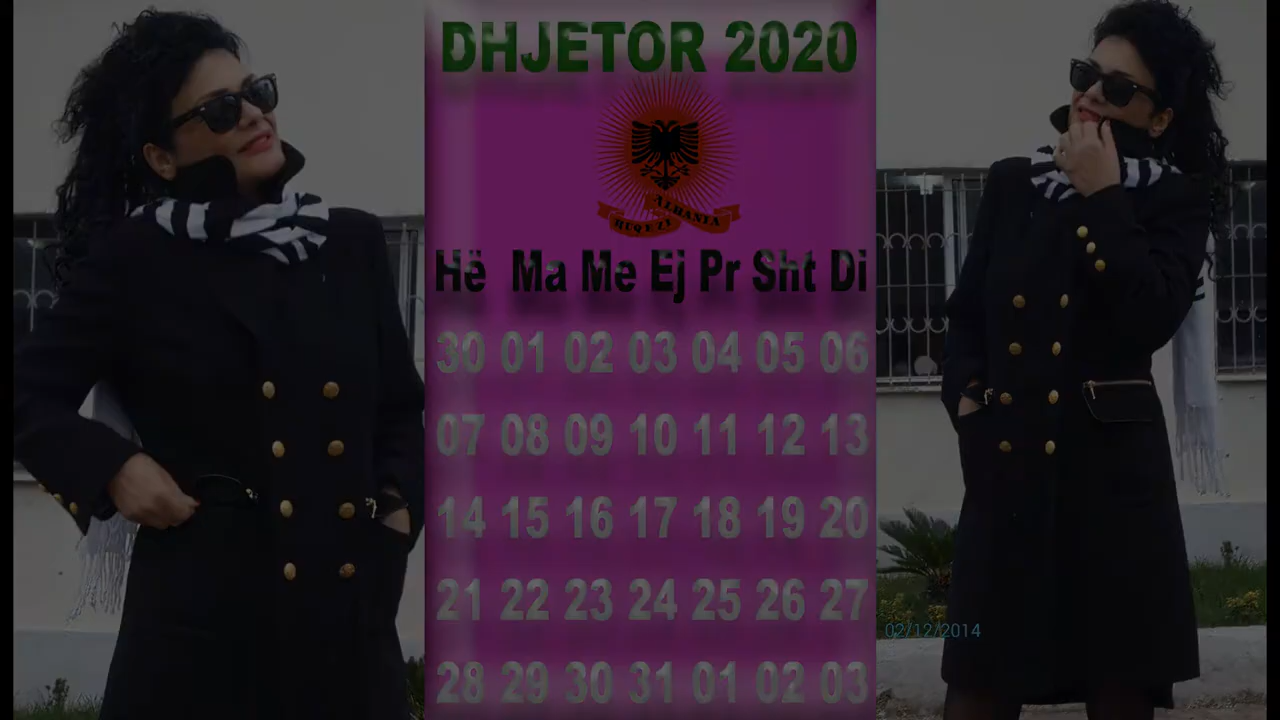 DHJETOR 2020
ALBANIA
Hë Ma Me Ej Pr Sht Di
30 01 02 03 04 05 06
07 08 09 10 11 12 13
14 15 16 17 18 19 20
21 22 23 24 25 26 27
28 29 30 31 01 02 03
02/12/2014